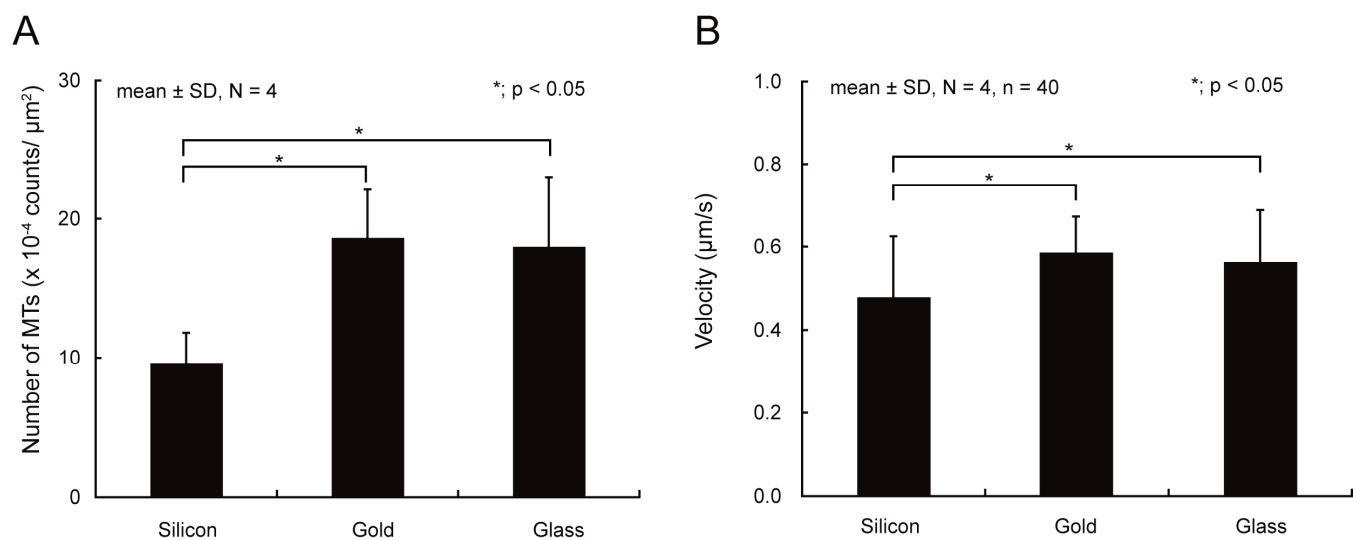 A
Number of MTs (x 10⁻⁴ counts/ µm²)
30
20
10
0
mean ± SD, N = 4
*; p < 0.05
*
*
Silicon
Gold
Glass
B
Velocity (µm/s)
1.0
0.8
0.6
0.4
0.2
0.0
mean ± SD, N = 4, n = 40
*; p < 0.05
*
*
Silicon
Gold
Glass